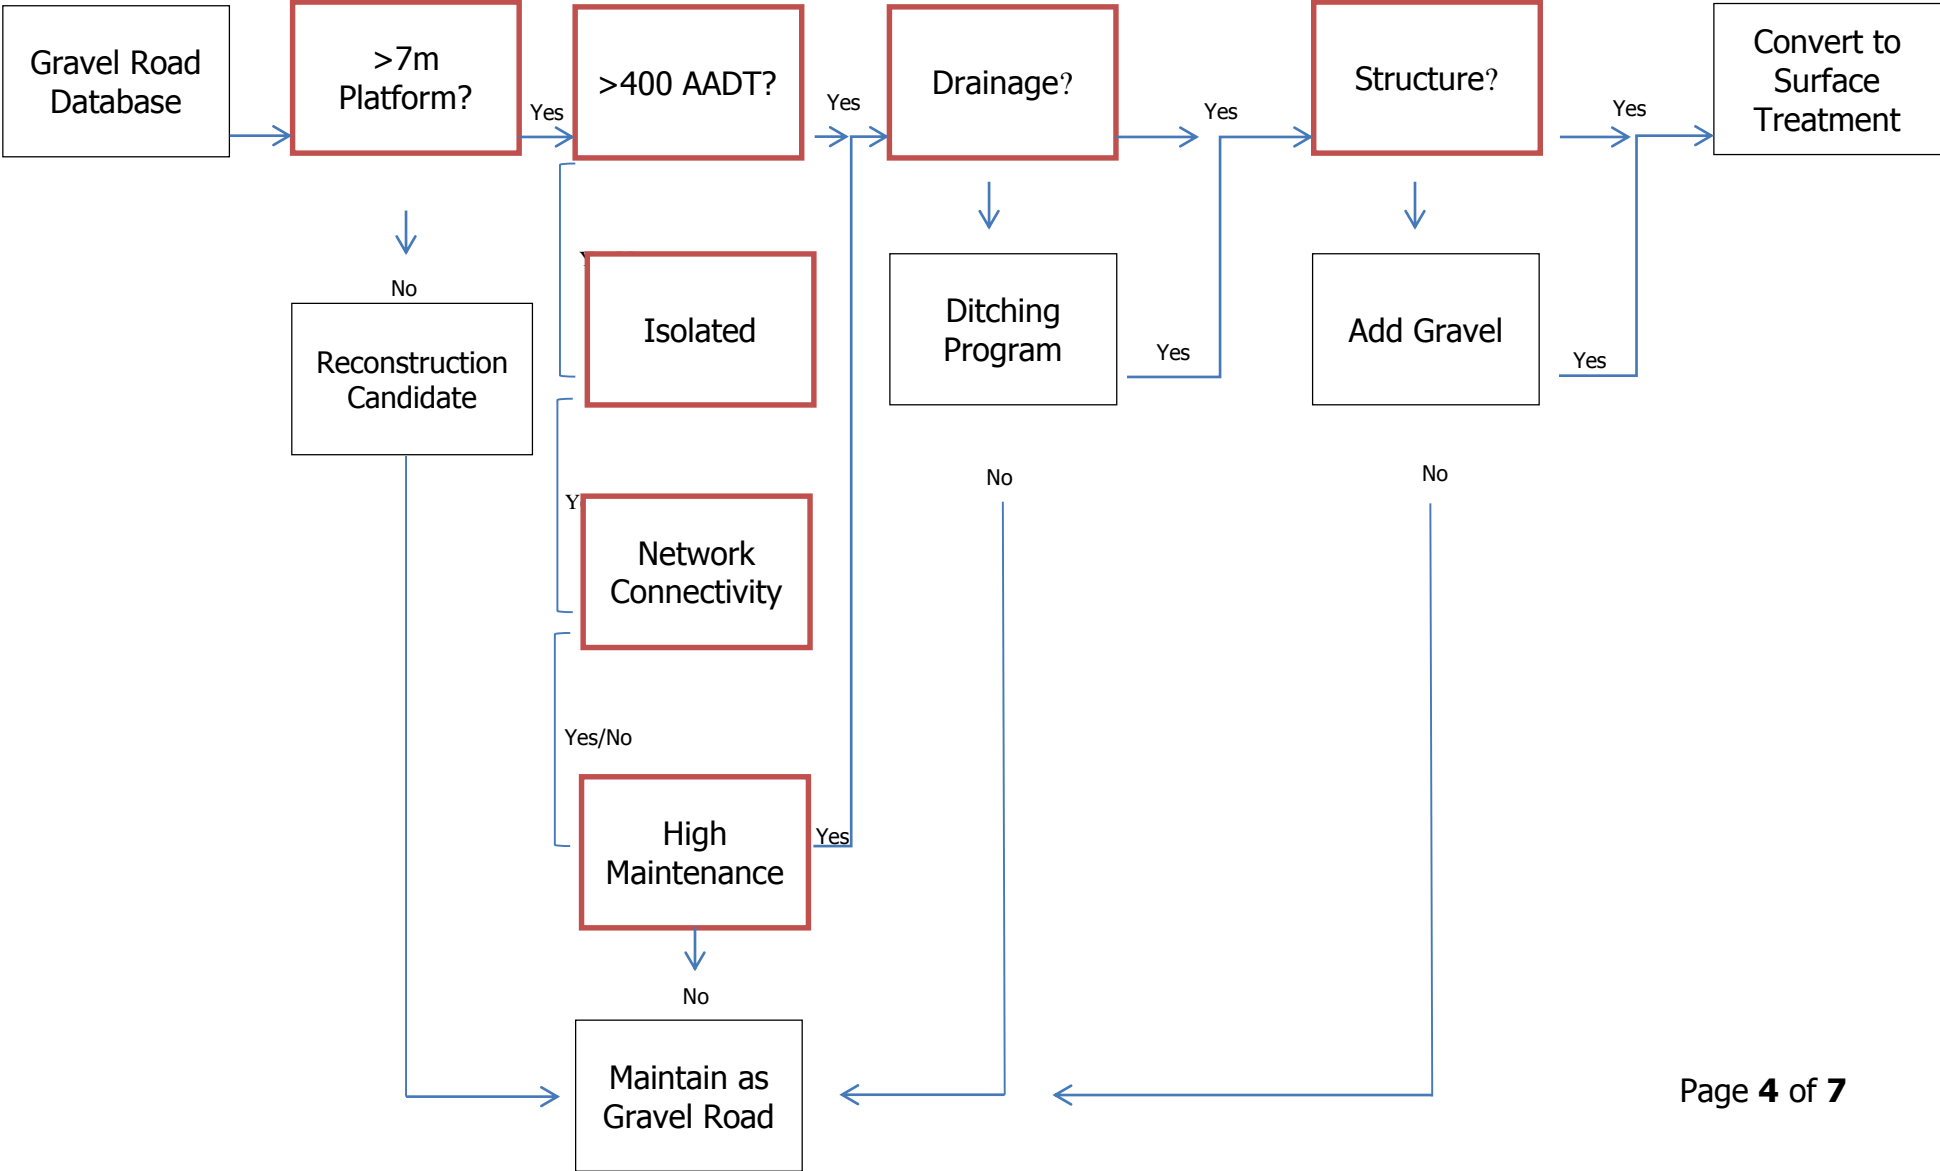 Gravel Road
Database
>7m
Platform?
Yes
>400 AADT?
Yes
Drainage?
Yes
Structure?
Yes
Convert to
Surface
Treatment
No
Reconstruction
Candidate
Isolated
Ditching
Program
Yes
Add Gravel
Yes
Network
Connectivity
No
No
Yes/No
High
Maintenance
Yes
No
Maintain as
Gravel Road
Page 4 of 7